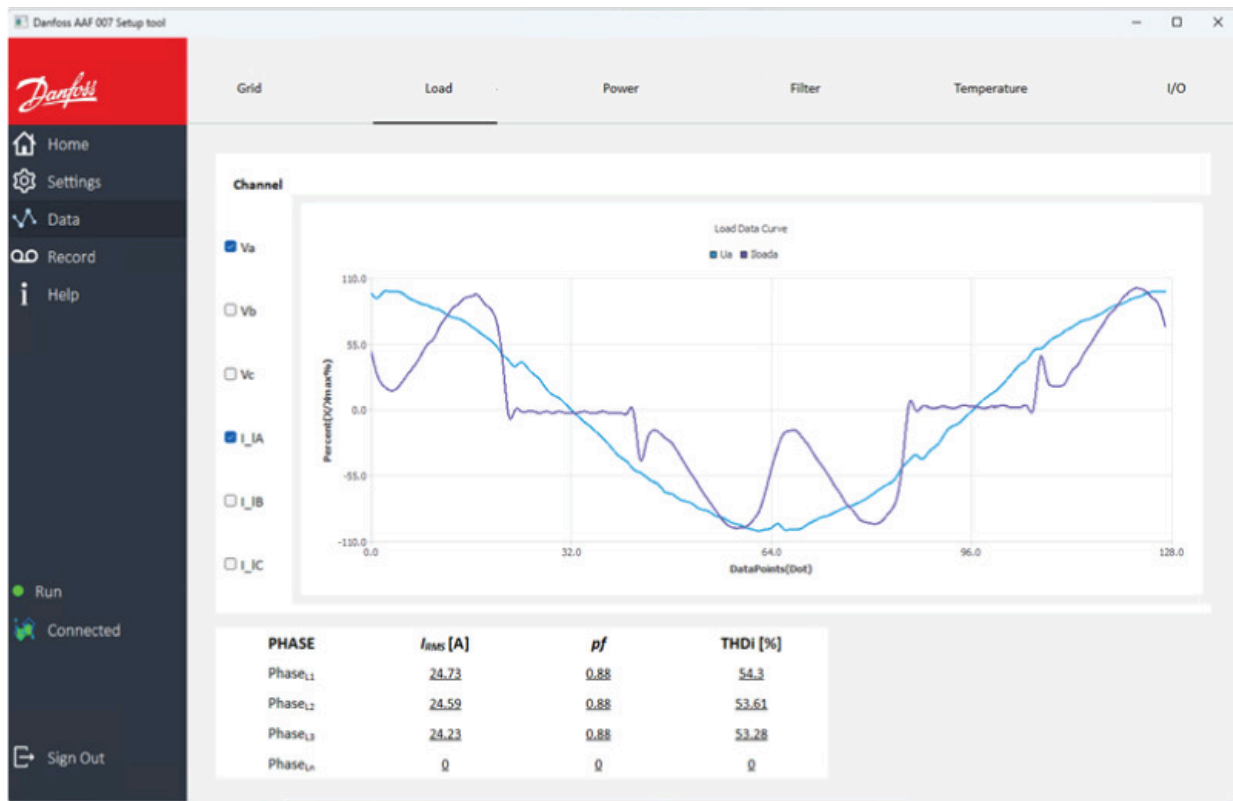 Danfoss AAF 007 Setup tool
Danfoss
Grid Load Power Filter Temperature I/O
Home
Settings
Data
Record
Help
Run
Connected
Sign Out
Channel
Va
Vb
Vc
I_IA
I_IB
I_IC
Load Data Curve
Ua Iloada
Percent(X/Xmax%)
110.0
55.0
0.0
-55.0
-110.0
0.0 32.0 64.0 96.0 128.0
DataPoints(Dot)
PHASE IRMS [A] pf THDi [%]
PhaseL1 24.73 0.88 54.3
PhaseL2 24.59 0.88 53.61
PhaseL3 24.23 0.88 53.28
PhaseLn 0 0 0